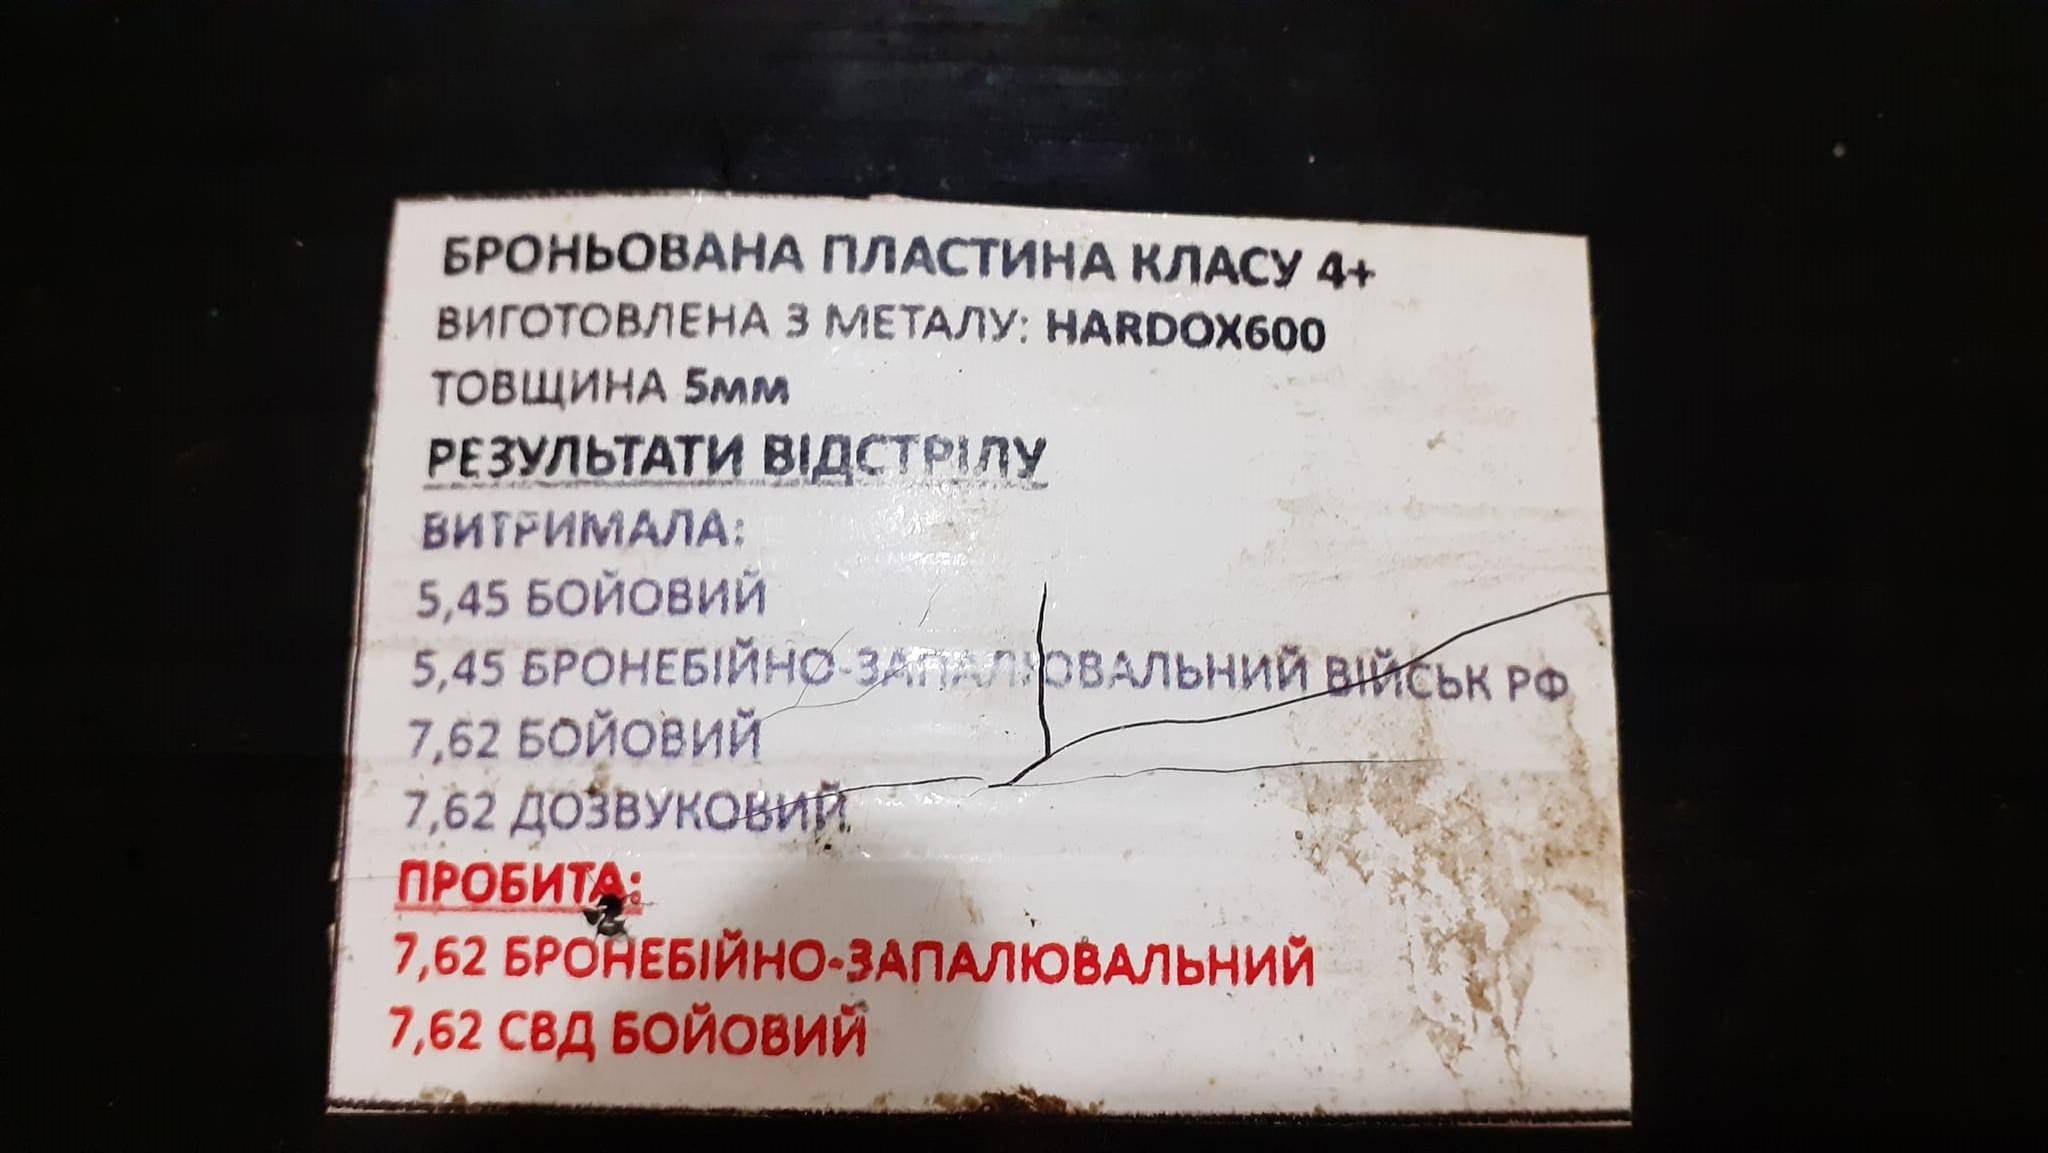 БРОНЬОВАНА ПЛАСТИНА КЛАСУ 4+
ВИГОТОВЛЕНА З МЕТАЛУ: HARDOX600
ТОВЩИНА 5мм
РЕЗУЛЬТАТИ ВІДСТРІЛУ
ВИТРИМАЛА:
5,45 БОЙОВИЙ
5,45 БРОНЕБІЙНО-ЗАПАЛЮВАЛЬНИЙ ВІЙСЬК РФ
7,62 БОЙОВИЙ
7,62 ДОЗВУКОВИЙ
ПРОБИТА:
7,62 БРОНЕБІЙНО-ЗАПАЛЮВАЛЬНИЙ
7,62 СВД БОЙОВИЙ